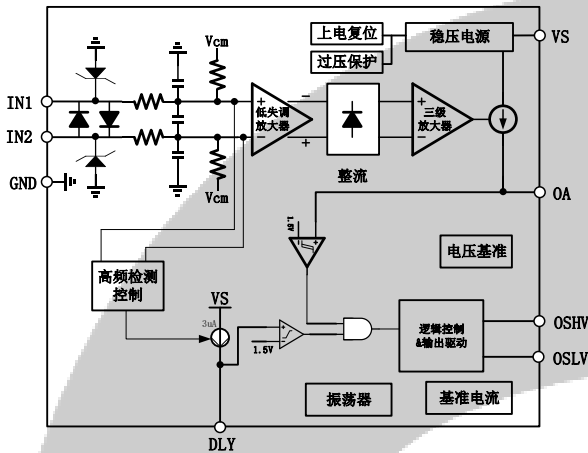 上电复位
稳压电源
VS
过压保护
Vcm
IN1
低失调
放大器
三级
放大器
IN2
GND
Vcm
整流
OA
1.5V
电压基准
高频检测
控制
VS
3uA
1.5V
逻辑控制
&输出驱动
OSHV
OSLV
振荡器
基准电流
DLY